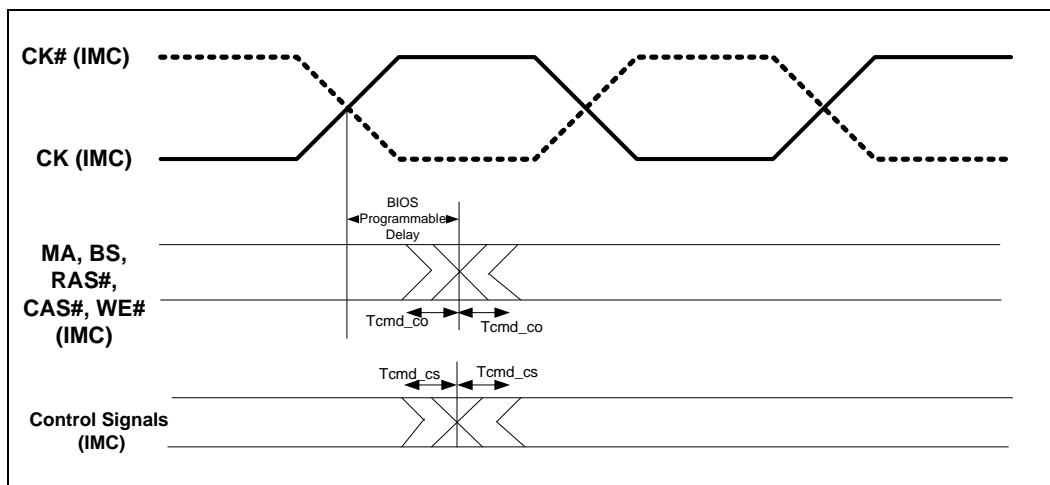 CK# (IMC)
CK (IMC)
BIOS
Programmable
Delay
MA, BS,
RAS#,
CAS#, WE#
(IMC)
Tcmd_co
Tcmd_co
Tcmd_cs
Tcmd_cs
Control Signals
(IMC)